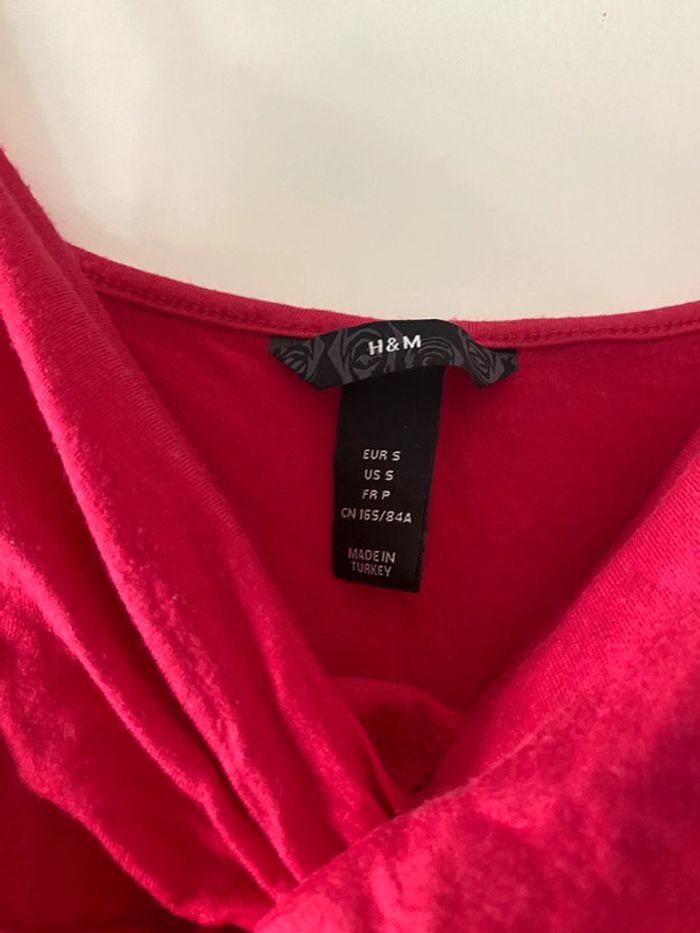 H&M
EUR S
US S
FR P
CN 165/84A
MADE IN
TURKEY